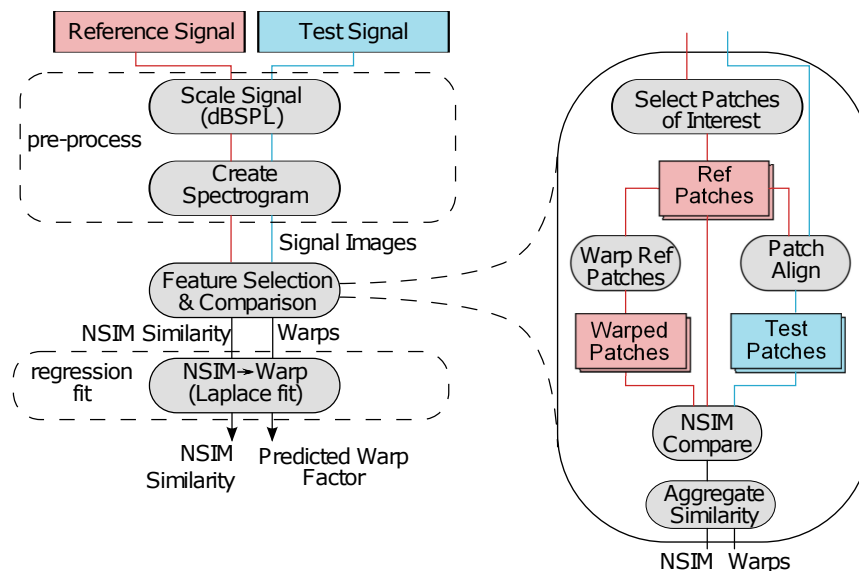 Reference Signal
Test Signal
pre-process
Scale Signal
(dBSPL)
Create
Spectrogram
Signal Images
Feature Selection
& Comparison
NSIM Similarity
Warps
regression
fit
NSIM→Warp
(Laplace fit)
NSIM
Similarity
Predicted Warp
Factor
Select Patches
of Interest
Ref
Patches
Warp Ref
Patches
Patch
Align
Warped
Patches
Test
Patches
NSIM
Compare
Aggregate
Similarity
NSIM
Warps